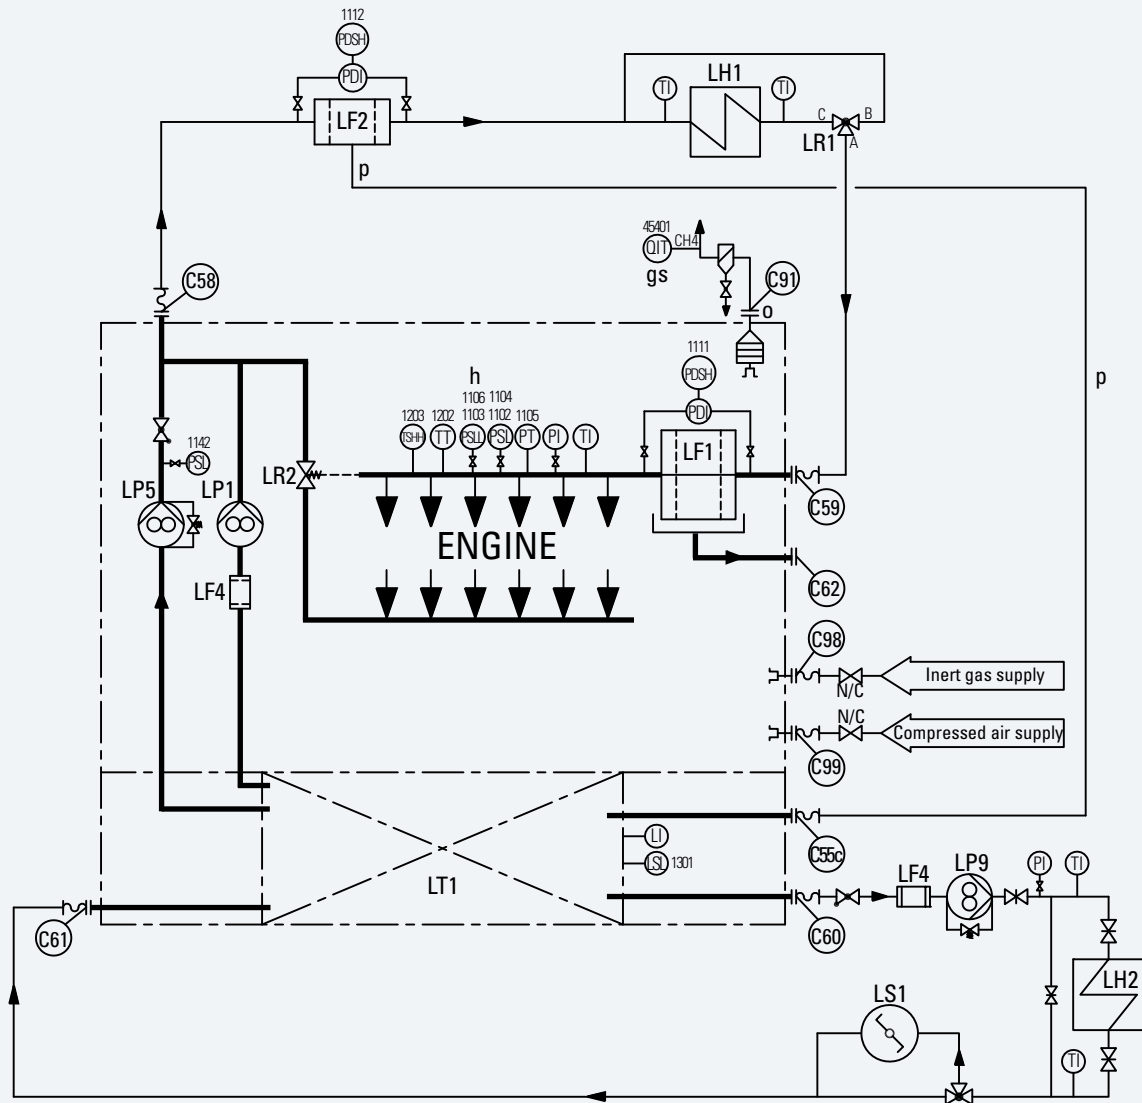 1112
PDSH
PDI
LF2
p
TI
LH1
TI
C
B
A
LR1
45401
QIT
CH4
gs
C91
o
C58
1111
PDSH
PDI
LF1
p
h
1106
1104
1203
1202
1103
1102
1105
TSHH
TT
PSLL
PSL
PT
PI
TI
1142
PSL
LP5
LP1
LR2
C59
ENGINE
LF4
C62
C98
Inert gas supply
N/C
N/C
Compressed air supply
C99
LI
LSL
1301
LT1
C55c
C61
C60
LF4
LP9
PI
TI
LH2
LS1
TI